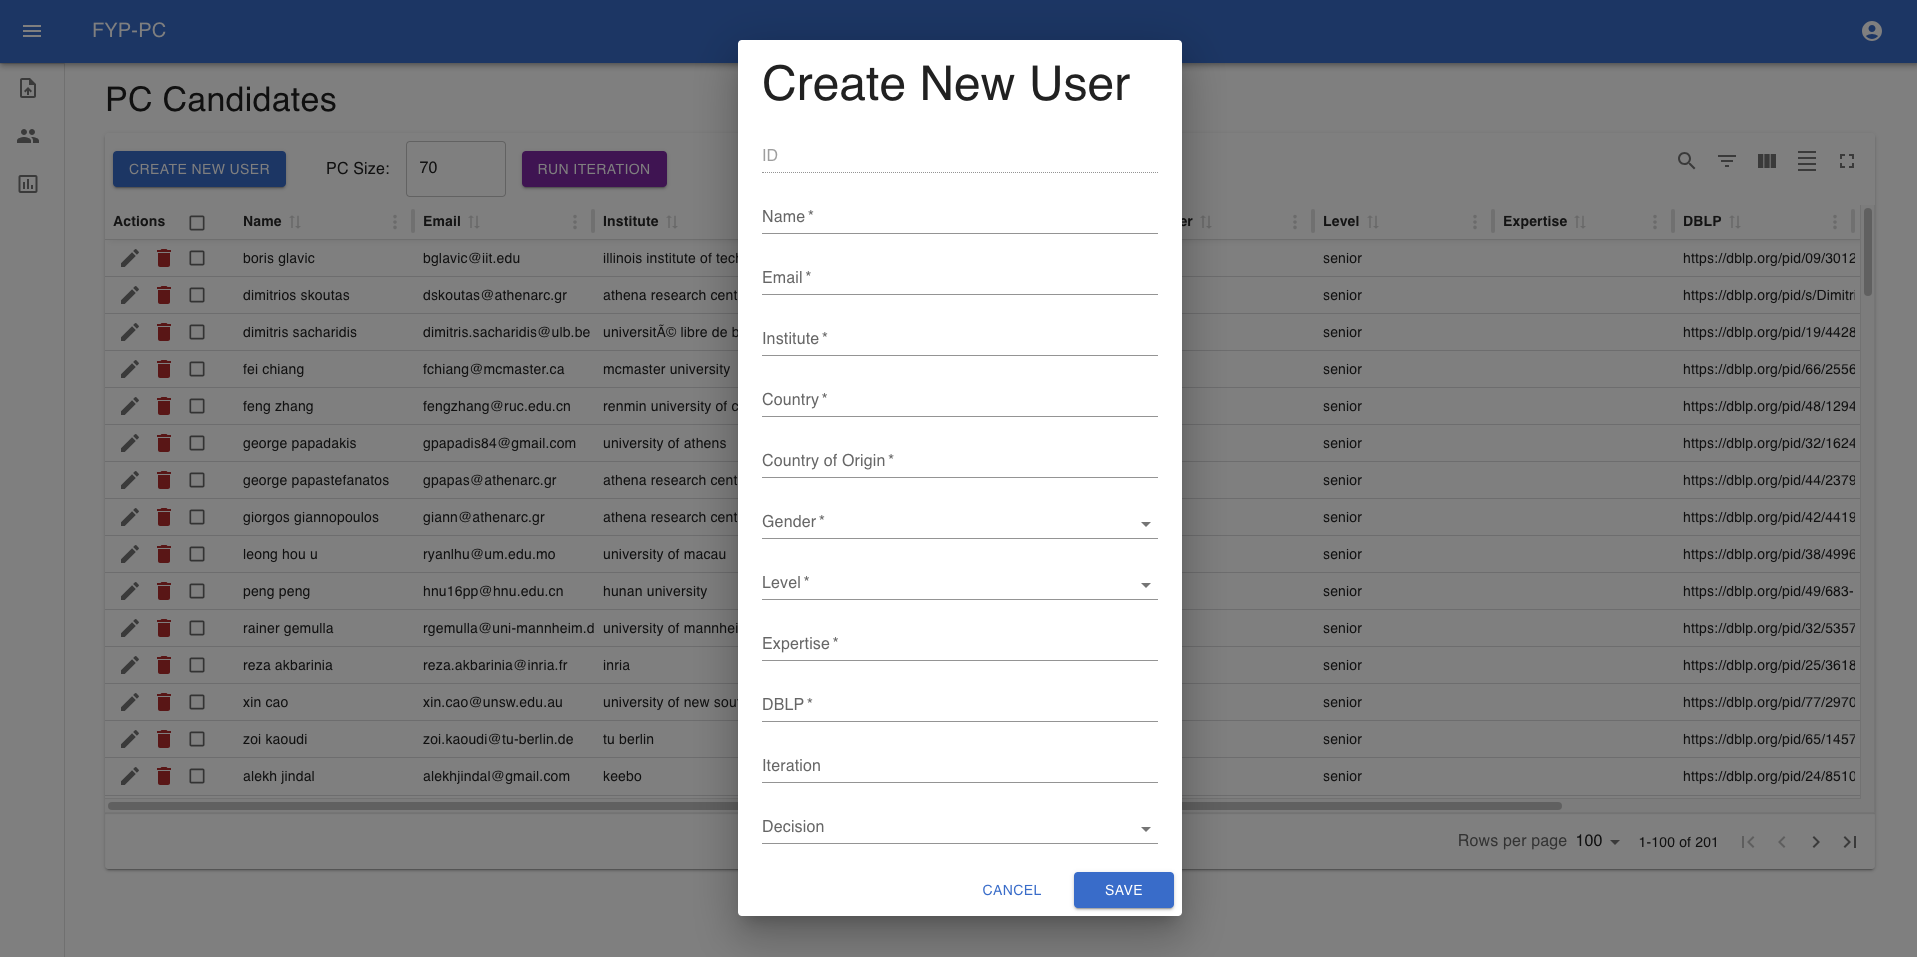 FYP-PC
PC Candidates
CREATE NEW USER PC Size: 70 RUN ITERATION
Actions Name Email Institute er Level Expertise DBLP
boris glavic bglavic@iit.edu illinois institute of tech senior https://dblp.org/pid/09/3012
dimitrios skoutas dskoutas@athenarc.gr athena research cent senior https://dblp.org/pid/s/Dimitri
dimitris sacharidis dimitris.sacharidis@ulb.be universitÃ© libre de b senior https://dblp.org/pid/19/4428
fei chiang fchiang@mcmaster.ca mcmaster university senior https://dblp.org/pid/66/2556
feng zhang fengzhang@ruc.edu.cn renmin university of c senior https://dblp.org/pid/48/1294
george papadakis gpapadis84@gmail.com university of athens senior https://dblp.org/pid/32/1624
george papastefanatos gpapas@athenarc.gr athena research cent senior https://dblp.org/pid/44/2379
giorgos giannopoulos giann@athenarc.gr athena research cent senior https://dblp.org/pid/42/4419
leong hou u ryanlhu@um.edu.mo university of macau senior https://dblp.org/pid/38/4996
peng peng hnu16pp@hnu.edu.cn hunan university senior https://dblp.org/pid/49/683-
rainer gemulla rgemulla@uni-mannheim.d university of mannhei senior https://dblp.org/pid/32/5357
reza akbarinia reza.akbarinia@inria.fr inria senior https://dblp.org/pid/25/3618
xin cao xin.cao@unsw.edu.au university of new sou senior https://dblp.org/pid/77/2970
zoi kaoudi zoi.kaoudi@tu-berlin.de tu berlin senior https://dblp.org/pid/65/1457
alekh jindal alekhjindal@gmail.com keebo senior https://dblp.org/pid/24/8510
Rows per page 100 1-100 of 201
Create New User
ID
Name *
Email *
Institute *
Country *
Country of Origin *
Gender *
Level *
Expertise *
DBLP *
Iteration
Decision
CANCEL SAVE